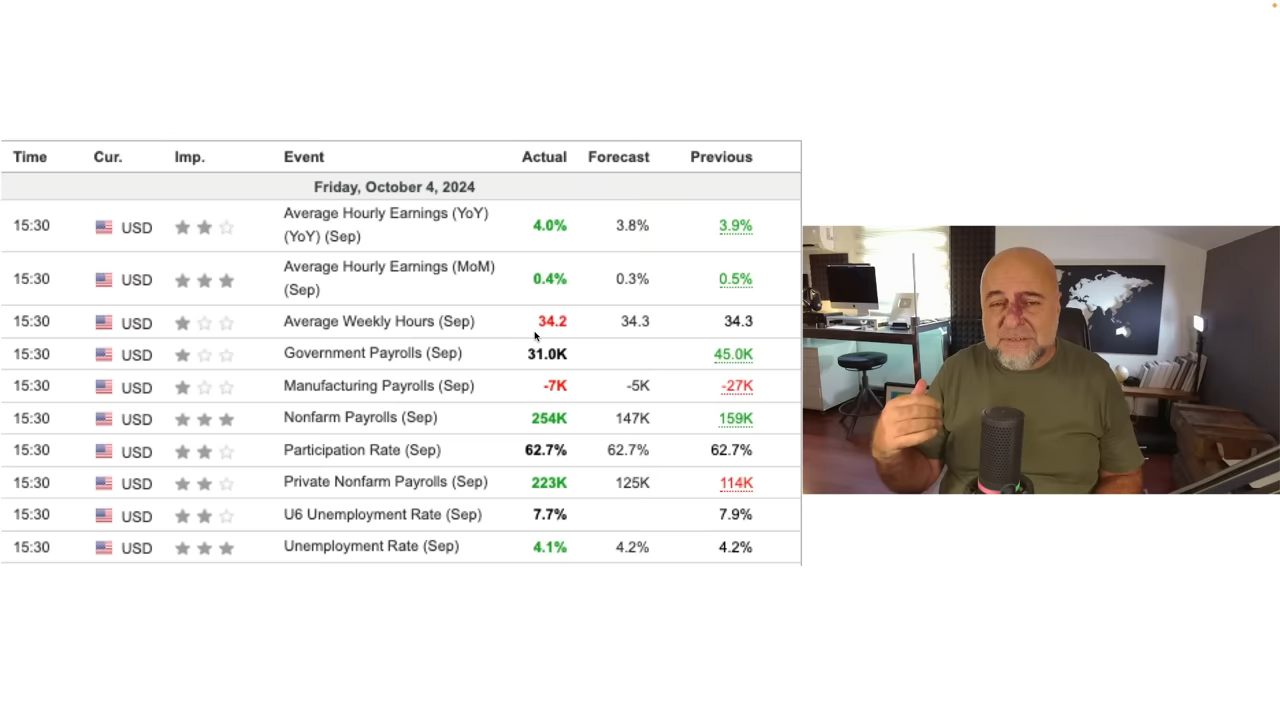 Time Cur. Imp. Event Actual Forecast Previous
Friday, October 4, 2024
15:30 USD Average Hourly Earnings (YoY) (YoY) (Sep) 4.0% 3.8% 3.9%
15:30 USD Average Hourly Earnings (MoM) (Sep) 0.4% 0.3% 0.5%
15:30 USD Average Weekly Hours (Sep) 34.2 34.3 34.3
15:30 USD Government Payrolls (Sep) 31.0K 45.0K
15:30 USD Manufacturing Payrolls (Sep) -7K -5K -27K
15:30 USD Nonfarm Payrolls (Sep) 254K 147K 159K
15:30 USD Participation Rate (Sep) 62.7% 62.7% 62.7%
15:30 USD Private Nonfarm Payrolls (Sep) 223K 125K 114K
15:30 USD U6 Unemployment Rate (Sep) 7.7% 7.9%
15:30 USD Unemployment Rate (Sep) 4.1% 4.2% 4.2%